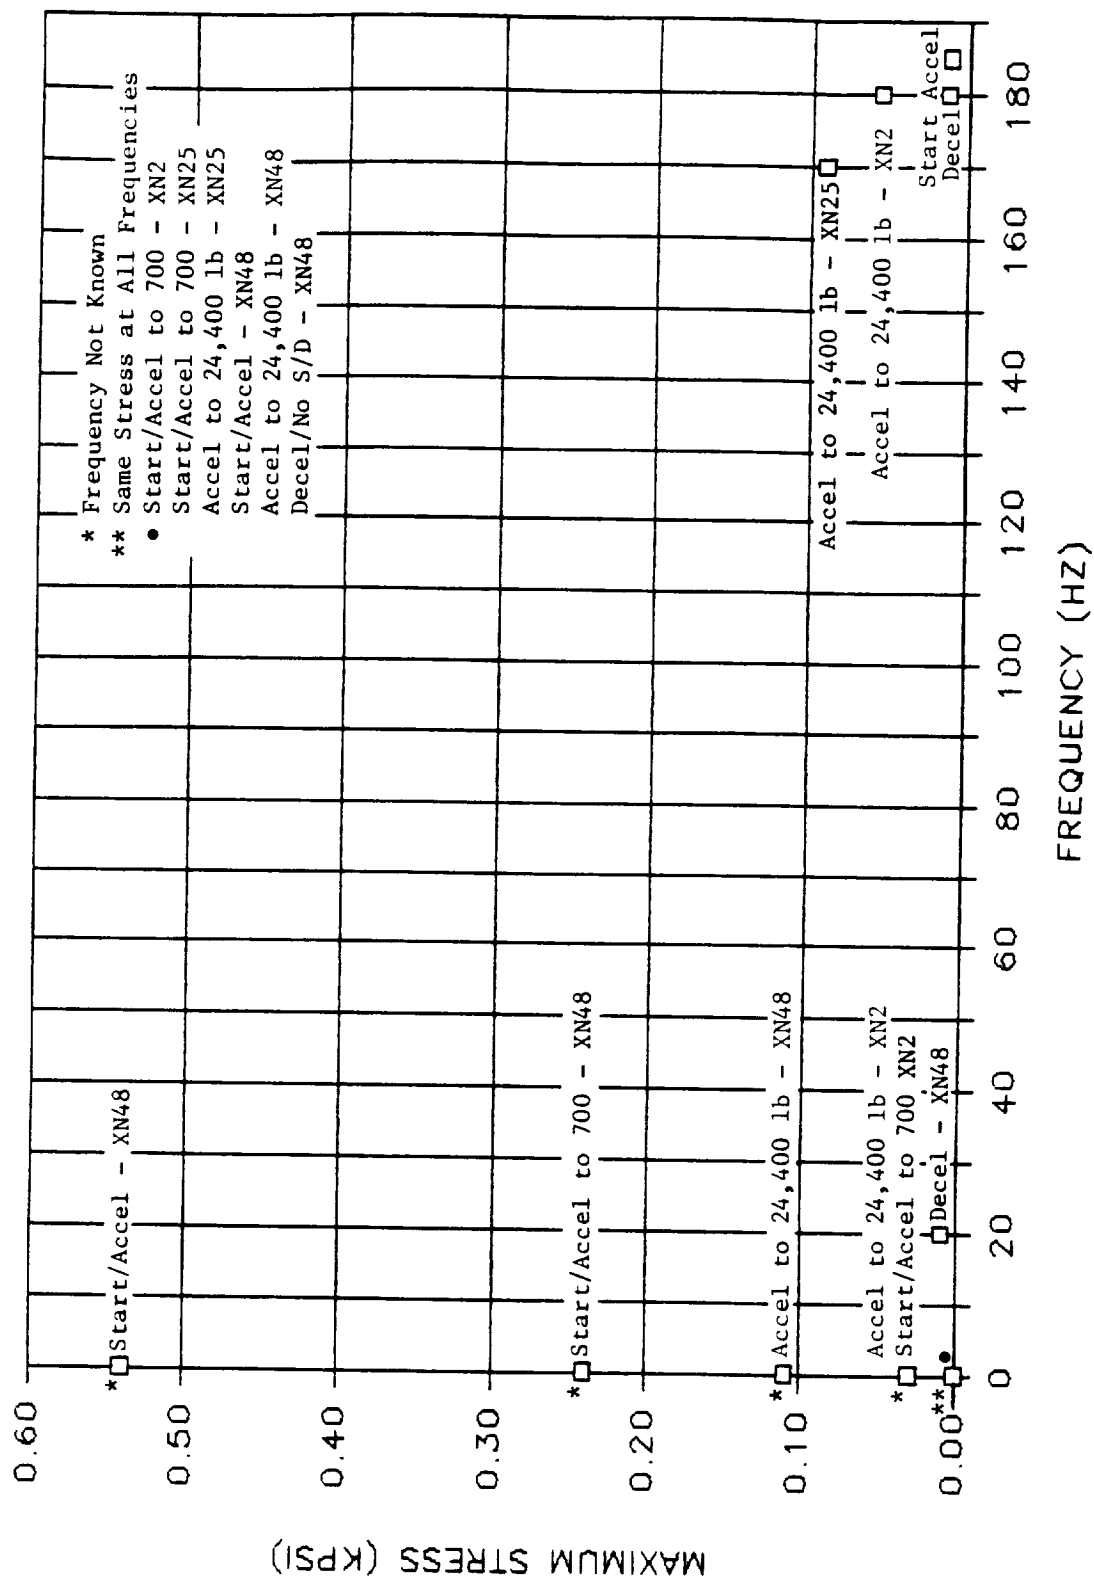 MAXIMUM STRESS (KPSI)
0.60
0.50
0.40
0.30
0.20
0.10
0.00
* Frequency Not Known
** Same Stress at All Frequencies
● Start/Accel to 700 - XN2
Start/Accel to 700 - XN25
Accel to 24,400 lb - XN25
Start/Accel - XN48
Accel to 24,400 lb - XN48
Decel/No S/D - XN48
* Start/Accel - XN48
* Start/Accel to 700 - XN48
* Accel to 24,400 lb - XN48
Accel to 24,400 lb - XN2
* Start/Accel to 700 XN2
Decel - XN48
** ●
Accel to 24,400 lb - XN25
Accel to 24,400 lb - XN2
Start Accel
Decel
0 20 40 60 80 100 120 140 160 180
FREQUENCY (HZ)